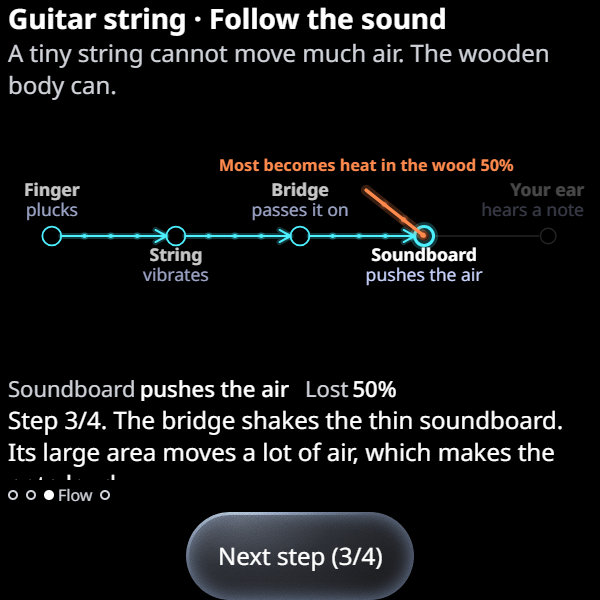 Guitar string · Follow the sound
A tiny string cannot move much air. The wooden
body can.
Most becomes heat in the wood 50%
Finger
plucks
Bridge
passes it on
Your ear
hears a note
String
vibrates
Soundboard
pushes the air
Soundboard pushes the air Lost 50%
Step 3/4. The bridge shakes the thin soundboard.
Its large area moves a lot of air, which makes the
Flow
Next step (3/4)